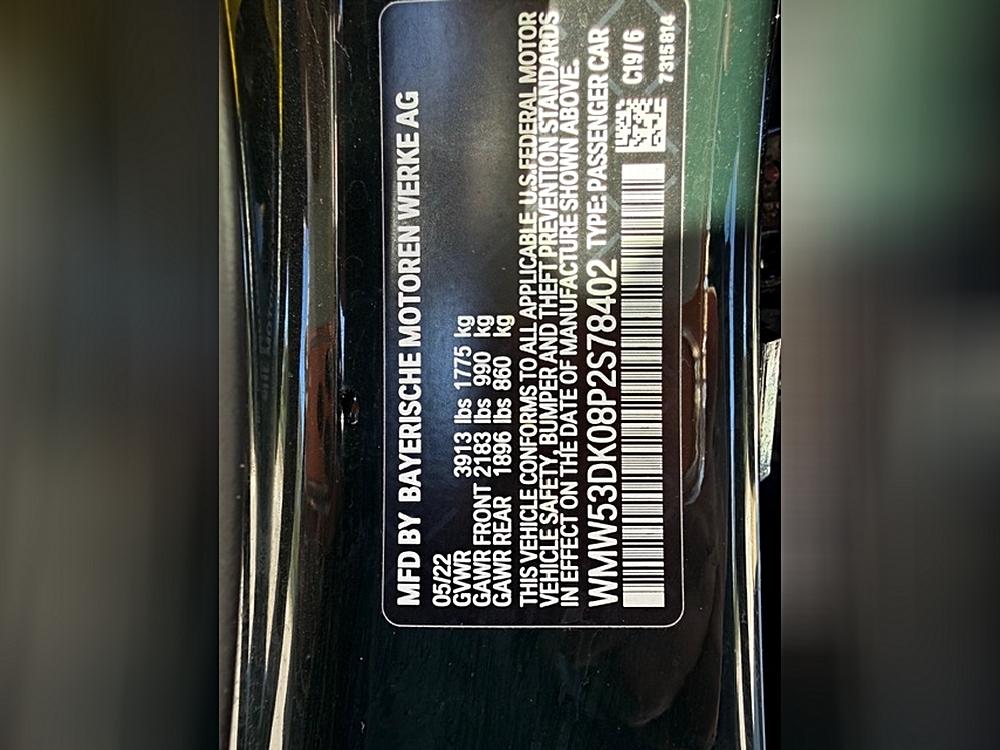 MFD BY BAYERISCHE MOTOREN WERKE AG
05/22
GVWR 3913 lbs 1775 kg
GAWR FRONT 2183 lbs 990 kg
GAWR REAR 1896 lbs 860 kg
THIS VEHICLE CONFORMS TO ALL APPLICABLE U.S.FEDERAL MOTOR
VEHICLE SAFETY, BUMPER AND THEFT PREVENTION STANDARDS
IN EFFECT ON THE DATE OF MANUFACTURE SHOWN ABOVE.
WMW53DK08P2S78402 TYPE: PASSENGER CAR
C19/6
7315814